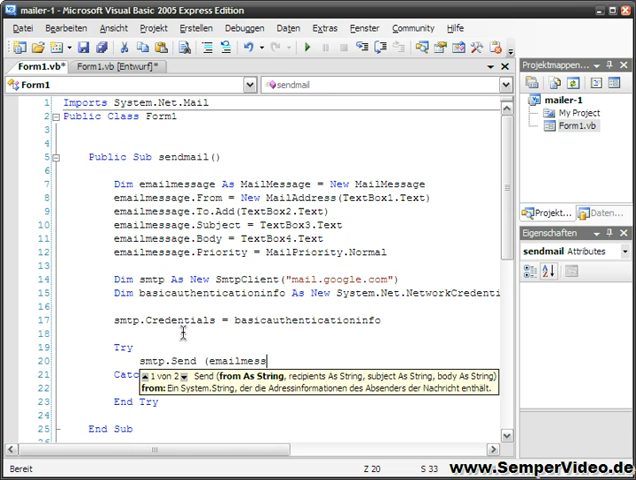 mailer-1 - Microsoft Visual Basic 2005 Express Edition
Datei Bearbeiten Ansicht Projekt Erstellen Debuggen Daten Extras Fenster Community Hilfe
Form1.vb* Form1.vb [Entwurf]*
Form1 sendmail
1 Imports System.Net.Mail
2 Public Class Form1
3
4
5 Public Sub sendmail()
6
7 Dim emailmessage As MailMessage = New MailMessage
8 emailmessage.From = New MailAddress(TextBox1.Text)
9 emailmessage.To.Add(TextBox2.Text)
10 emailmessage.Subject = TextBox3.Text
11 emailmessage.Body = TextBox4.Text
12 emailmessage.Priority = MailPriority.Normal
13
14 Dim smtp As New SmtpClient("mail.google.com")
15 Dim basicauthenticationinfo As New System.Net.NetworkCredenti
16
17 smtp.Credentials = basicauthenticationinfo
18
19 Try
20 smtp.Send (emailmess
1 von 2 Send (from As String, recipients As String, subject As String, body As String)
from: Ein System.String, der die Adressinformationen des Absenders der Nachricht enthält.
21 Catc
22
23 End Try
24
25 End Sub
26
Projektmappen...
mailer-1
My Project
Form1.vb
Projekt... Daten...
Eigenschaften
sendmail Attributes
Bereit Z 20 S 33
www.SemperVideo.de